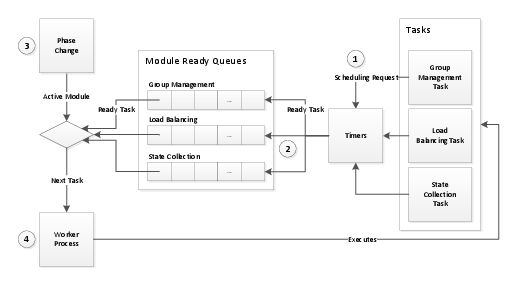 Tasks
3
Phase
Change
Module Ready Queues
1
Scheduling Request
Group
Management
Task
Group Management
Active Module
Ready Task
...
Ready Task
Load Balancing
...
Timers
Load
Balancing Task
2
State Collection
...
Next Task
State
Collection
Task
4
Worker
Process
Executes